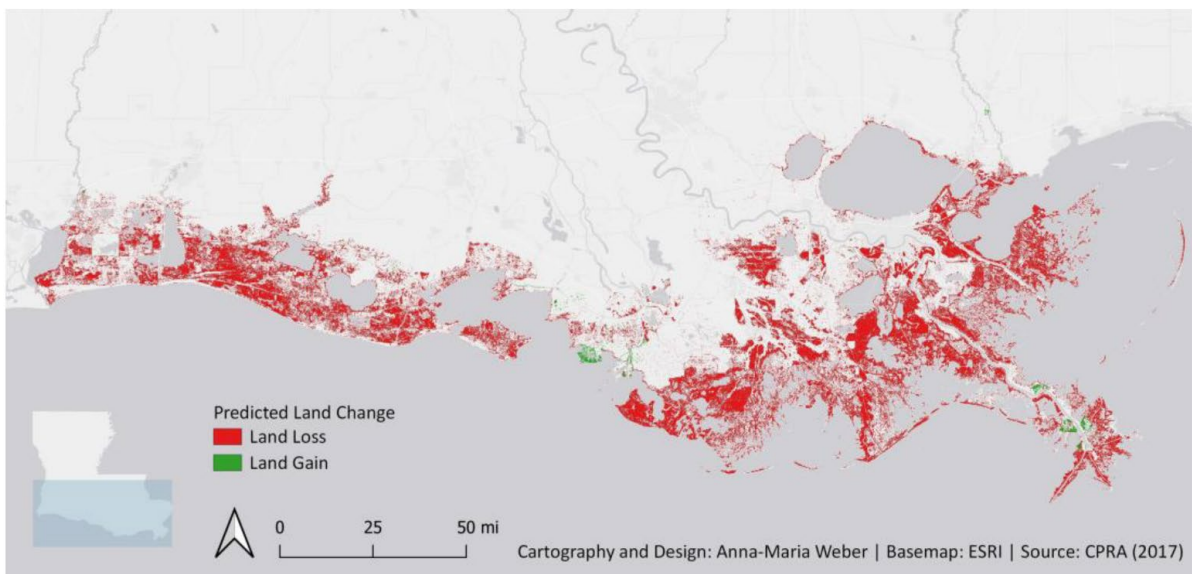 Predicted Land Change
Land Loss
Land Gain
0 25 50 mi
Cartography and Design: Anna-Maria Weber | Basemap: ESRI | Source: CPRA (2017)